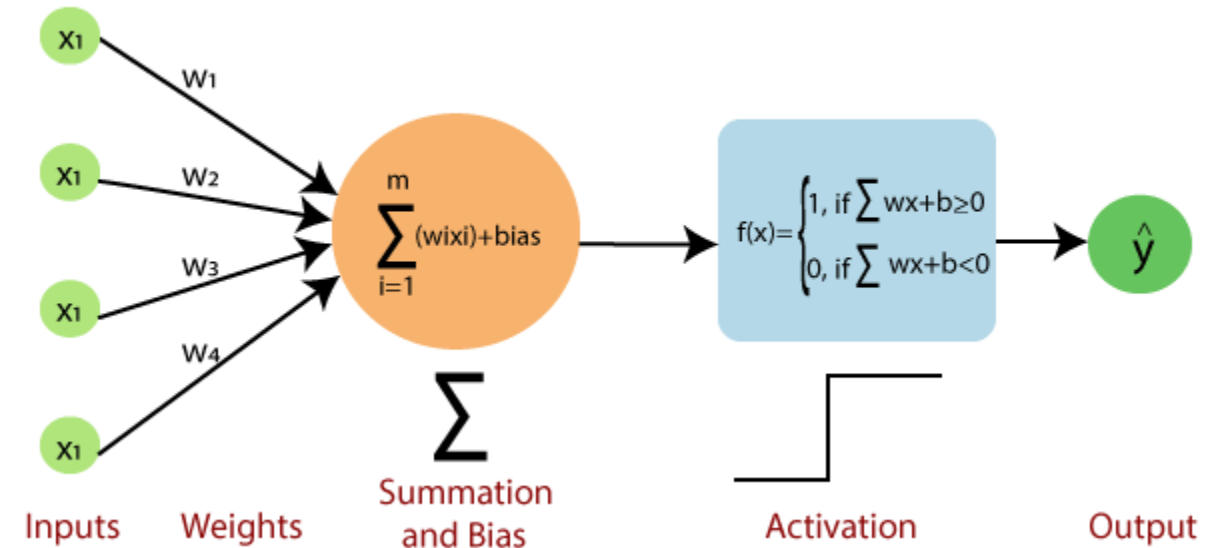 x₁
w₁
x₁
w₂
x₁
w₃
x₁
w₄
m
∑(wixi)+bias
i=1
f(x)={
1, if ∑ wx+b≥0
0, if ∑ wx+b<0
ŷ
∑
Inputs
Weights
Summation
and Bias
Activation
Output